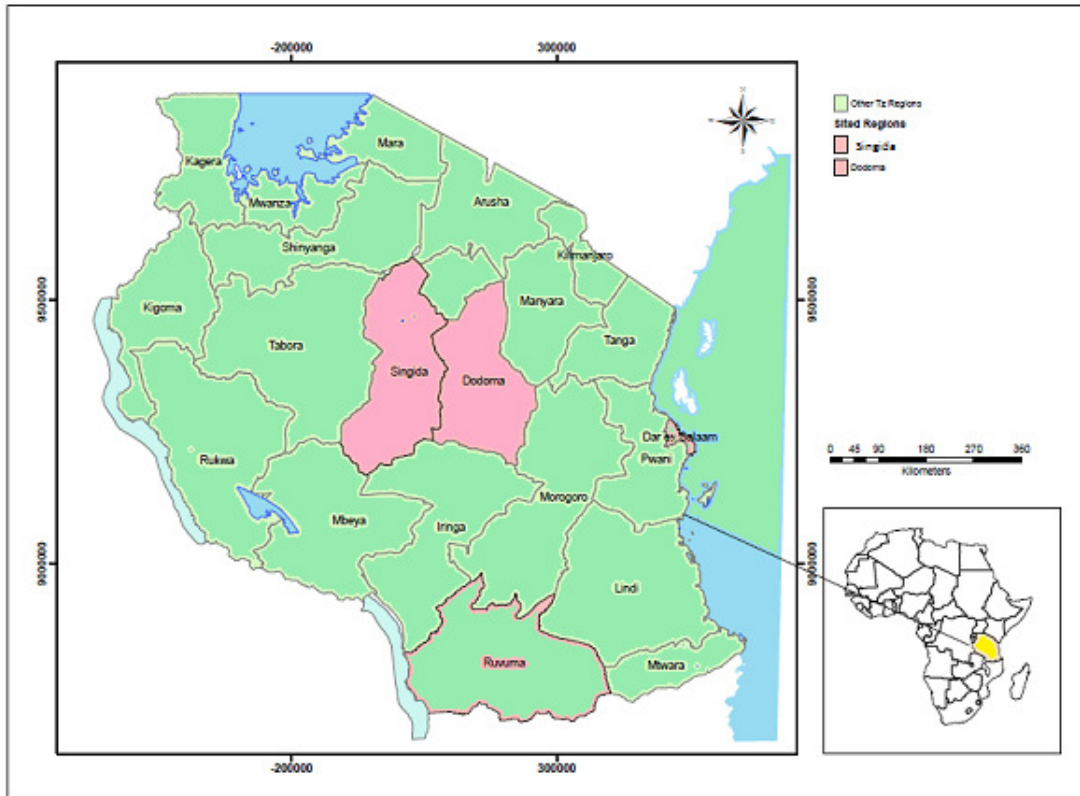 -200000
300000
Other Tz Regions
Sited Regions
Singida
Dodoma
Mara
Kagera
Mwanza
Arusha
Shinyanga
Kilimanjaro
9500000
Kigoma
Manyara
9500000
Tabora
Tanga
Singida
Dodoma
Dar es Salaam
Pwani
Rukwa
0 45 90 180 270 360
Kilometers
Morogoro
Mbeya
Iringa
9000000
Lindi
9000000
Ruvuma
Mtwara
-200000
300000